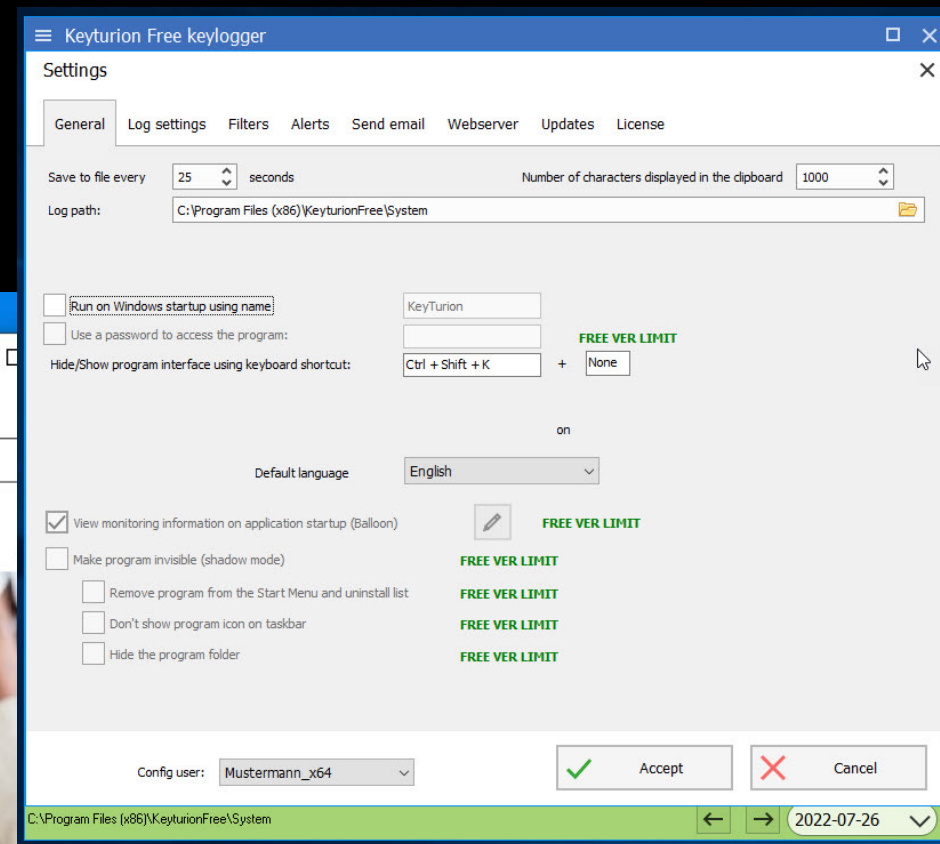 Keyturion Free keylogger
Settings
General Log settings Filters Alerts Send email Webserver Updates License
Save to file every 25 seconds Number of characters displayed in the clipboard 1000
Log path: C:\Program Files (x86)\KeyturionFree\System
Run on Windows startup using name KeyTurion
Use a password to access the program: FREE VER LIMIT
Hide/Show program interface using keyboard shortcut: Ctrl + Shift + K + None
on
Default language English
View monitoring information on application startup (Balloon) FREE VER LIMIT
Make program invisible (shadow mode) FREE VER LIMIT
Remove program from the Start Menu and uninstall list FREE VER LIMIT
Don't show program icon on taskbar FREE VER LIMIT
Hide the program folder FREE VER LIMIT
Config user: Mustermann_x64 Accept Cancel
C:\Program Files (x86)\KeyturionFree\System 2022-07-26